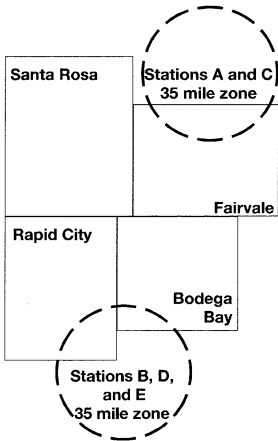 Santa Rosa
Stations A and C
35 mile zone
Fairvale
Rapid City
Bodega
Bay
Stations B, D,
and E
35 mile zone